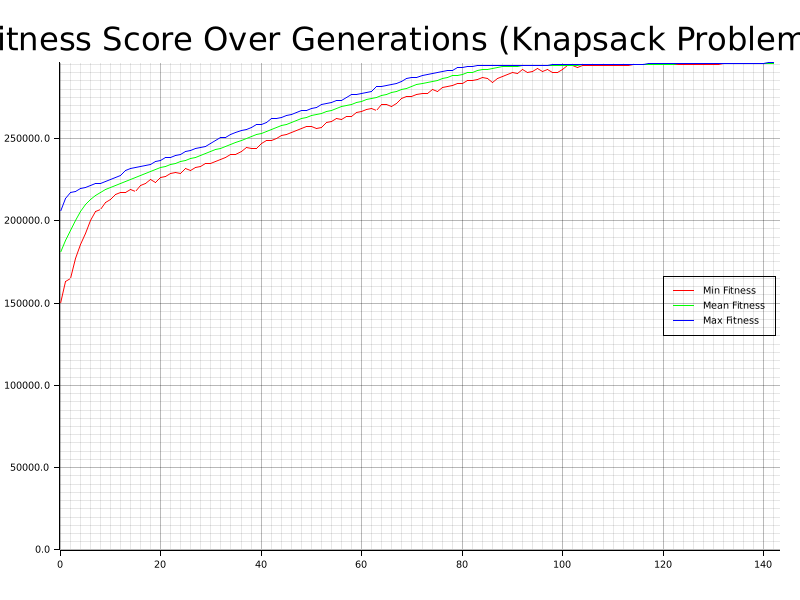 itness Score Over Generations (Knapsack Problem
250000.0
200000.0
150000.0
100000.0
50000.0
0.0
Min Fitness
Mean Fitness
Max Fitness
0 20 40 60 80 100 120 140